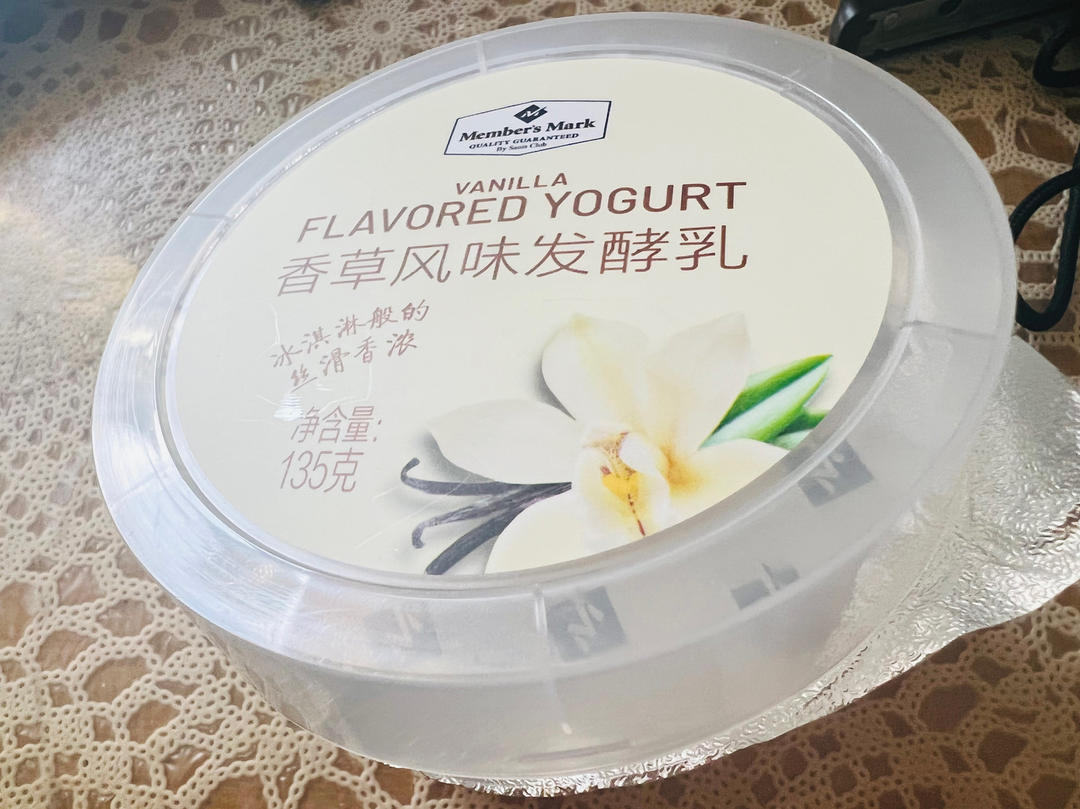 Member's Mark
QUALITY GUARANTEED
By Sam's Club
VANILLA
FLAVORED YOGURT
香草风味发酵乳
冰淇淋般的
丝滑香浓
净含量:
135克